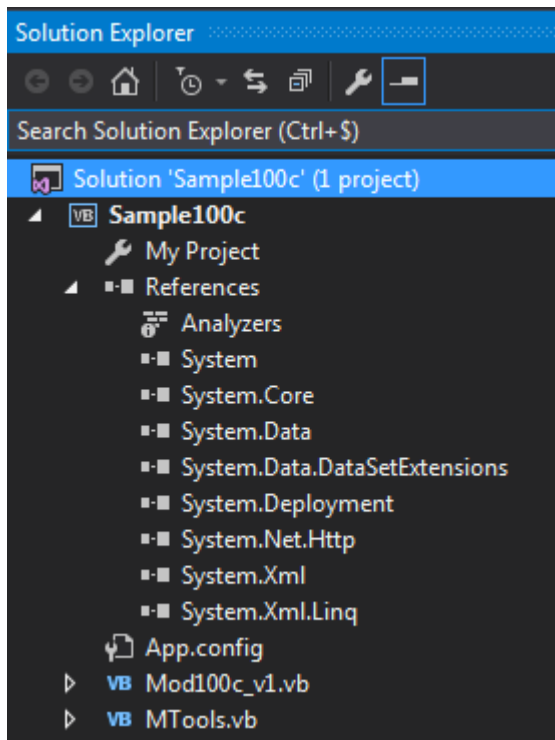 Solution Explorer
Search Solution Explorer (Ctrl+$)
Solution 'Sample100c' (1 project)
VB Sample100c
My Project
References
Analyzers
System
System.Core
System.Data
System.Data.DataSetExtensions
System.Deployment
System.Net.Http
System.Xml
System.Xml.Linq
App.config
VB Mod100c_v1.vb
VB MTools.vb